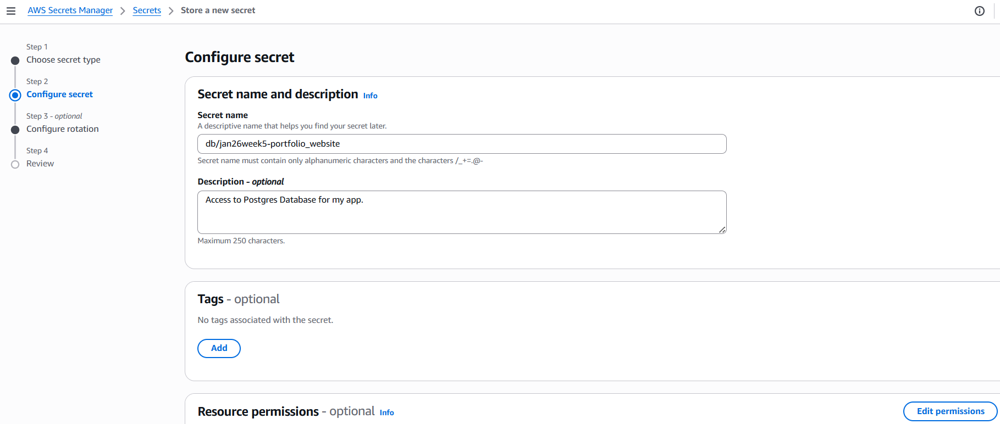 AWS Secrets Manager > Secrets > Store a new secret
Step 1
Choose secret type
Step 2
Configure secret
Step 3 - optional
Configure rotation
Step 4
Review
Configure secret
Secret name and description Info
Secret name
A descriptive name that helps you find your secret later.
db/jan26week5-portfolio_website
Secret name must contain only alphanumeric characters and the characters /_+=.@-
Description - optional
Access to Postgres Database for my app.
Maximum 250 characters.
Tags - optional
No tags associated with the secret.
Add
Resource permissions - optional Info
Edit permissions